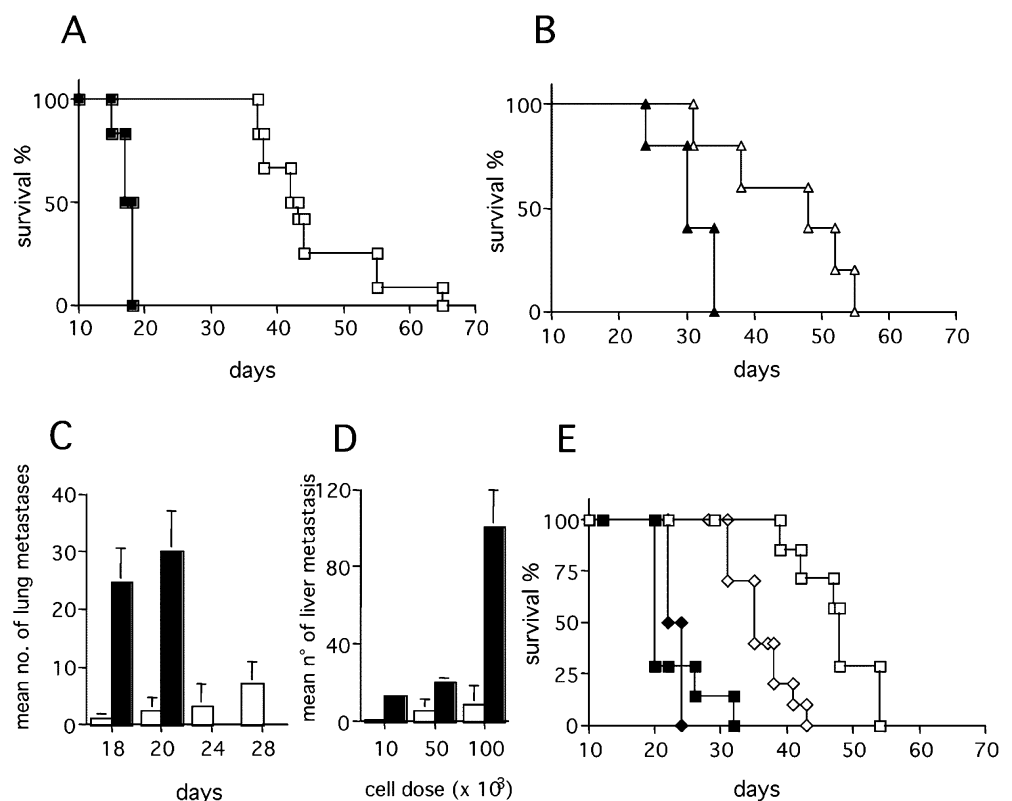 A
B
survival %
100
50
0
10 20 30 40 50 60 70
days
survival %
100
50
0
10 20 30 40 50 60 70
days
C
D
E
mean no. of lung metastases
40
30
20
10
0
18 20 24 28
days
mean n° of liver metastasis
120
80
40
0
10 50 100
cell dose (x 10³)
survival %
100
75
50
25
0
10 20 30 40 50 60 70
days